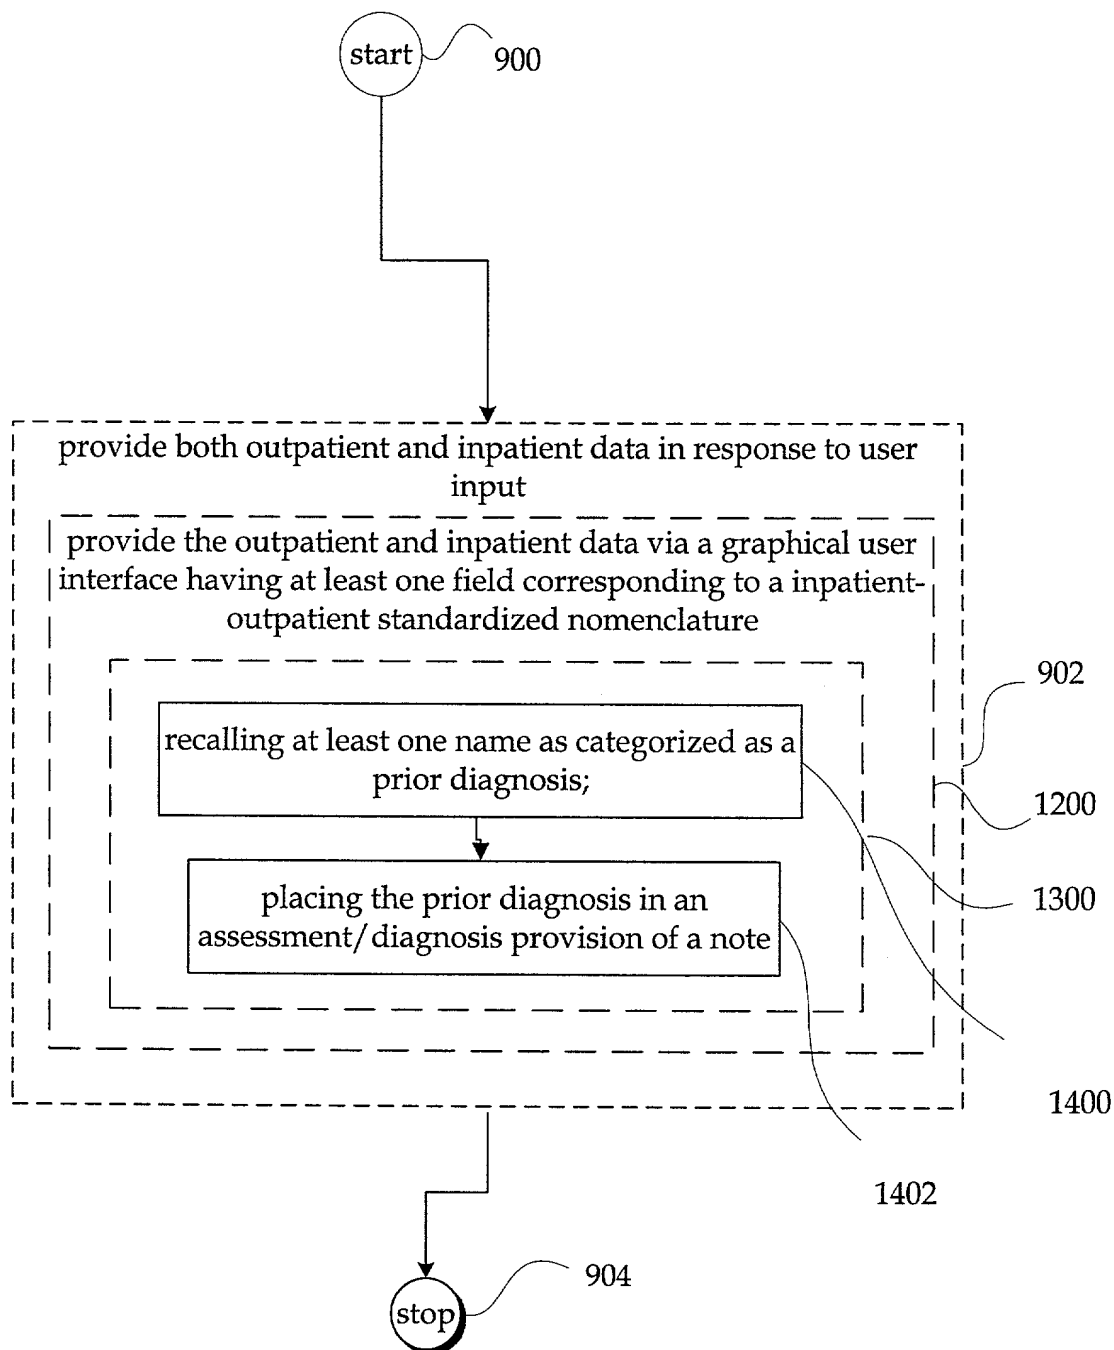 start
900
provide both outpatient and inpatient data in response to user
input
provide the outpatient and inpatient data via a graphical user
interface having at least one field corresponding to a inpatient-
outpatient standardized nomenclature
902
recalling at least one name as categorized as a
prior diagnosis;
1200
placing the prior diagnosis in an
assessment/diagnosis provision of a note
1300
1400
1402
904
stop